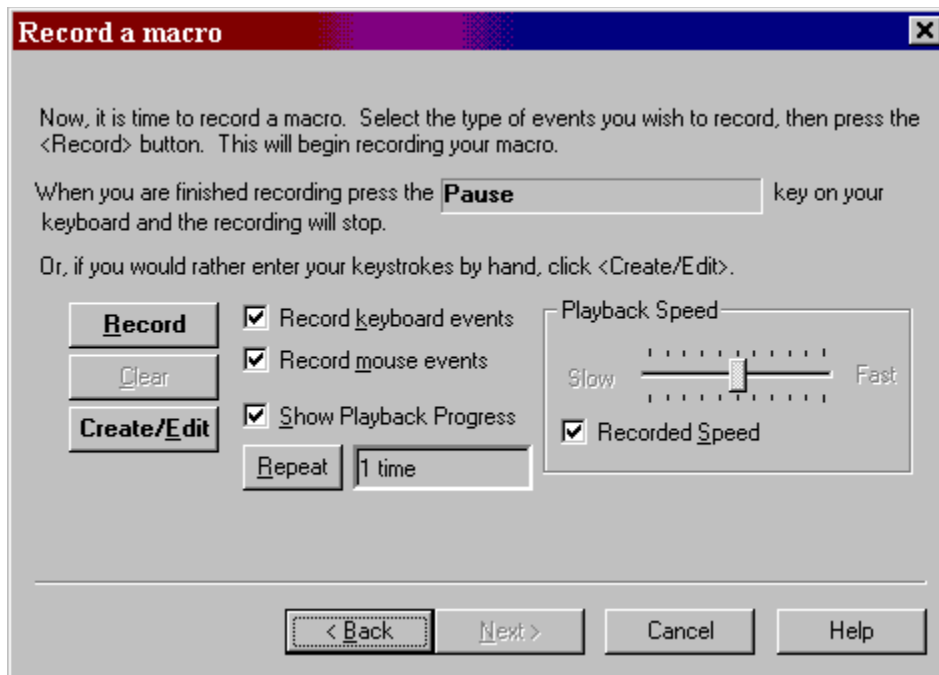 Record a macro
Now, it is time to record a macro.  Select the type of events you wish to record, then press the
<Record> button.  This will begin recording your macro.
When you are finished recording press the Pause key on your
keyboard and the recording will stop.
Or, if you would rather enter your keystrokes by hand, click <Create/Edit>.
Record
Clear
Create/Edit
Record keyboard events
Record mouse events
Show Playback Progress
Repeat 1 time
Playback Speed
Slow Fast
Recorded Speed
< Back Next > Cancel Help